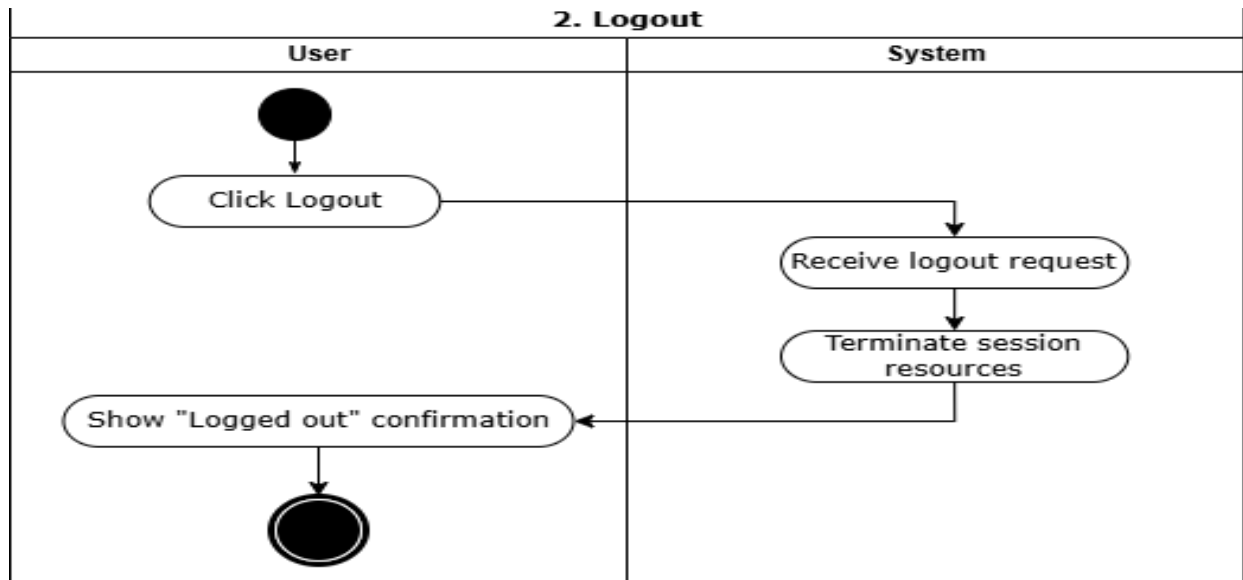 2. Logout
User
System
Click Logout
Receive logout request
Terminate session
resources
Show "Logged out" confirmation